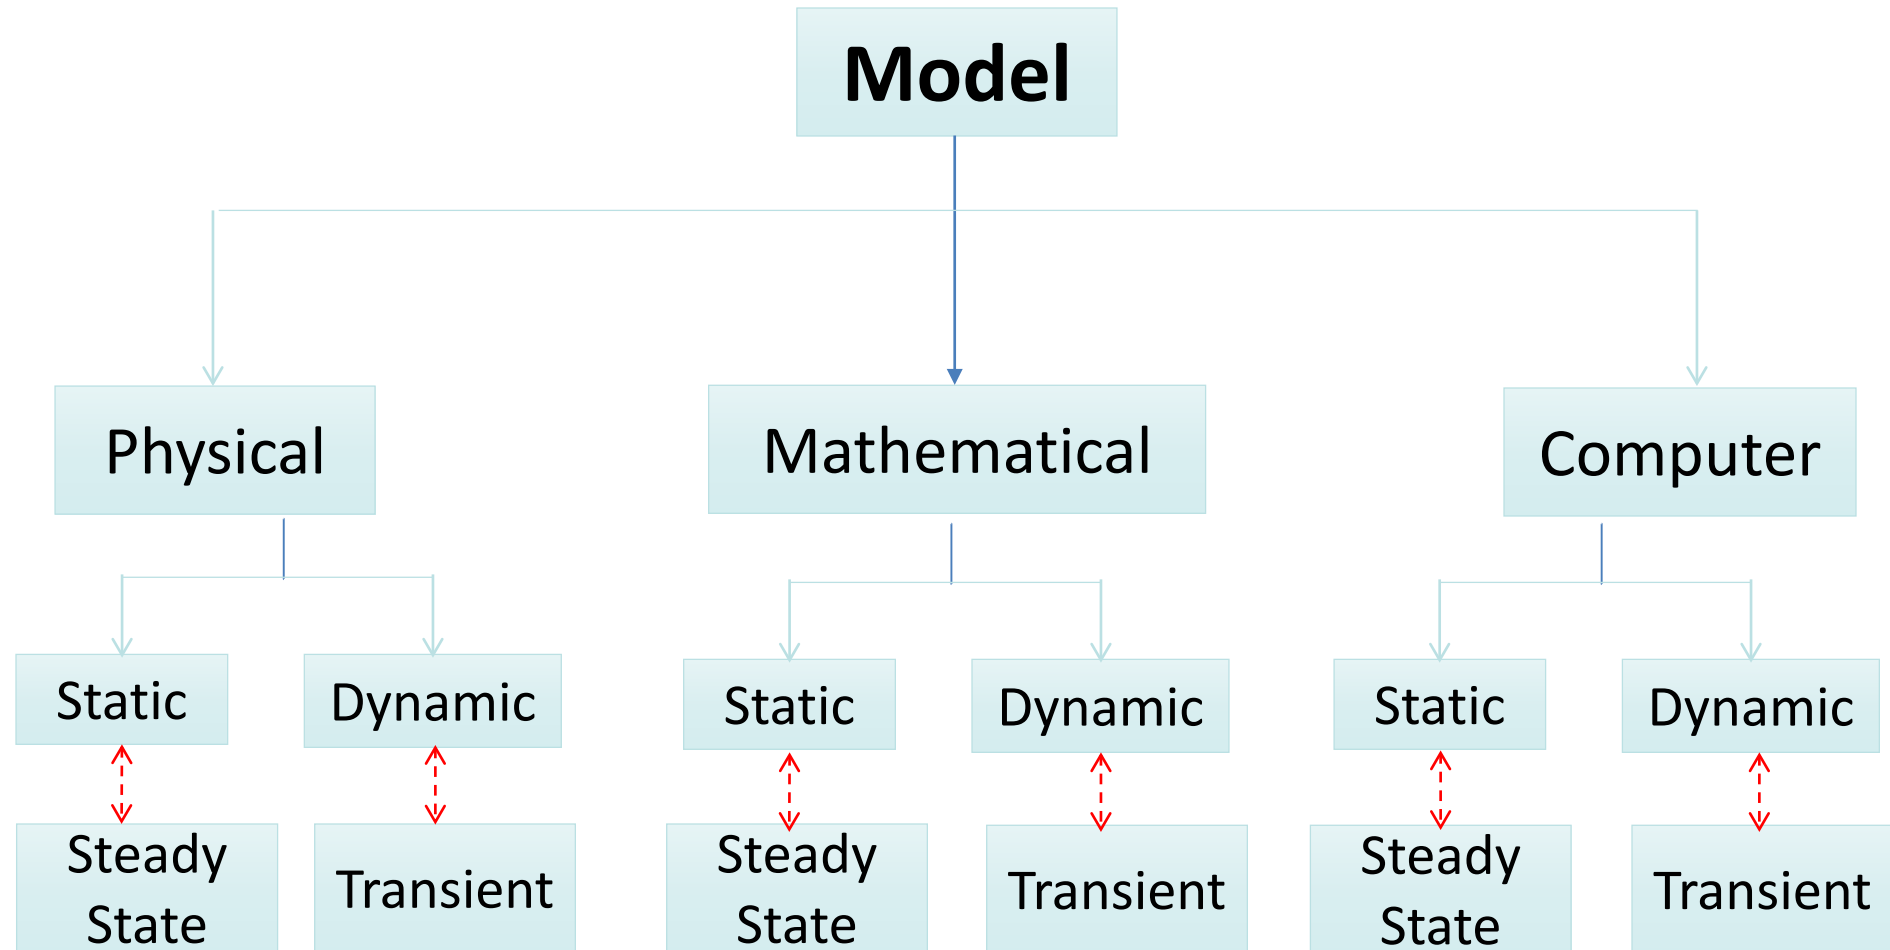 Model
Physical
Mathematical
Computer
Static
Dynamic
Static
Dynamic
Static
Dynamic
Steady
State
Transient
Steady
State
Transient
Steady
State
Transient